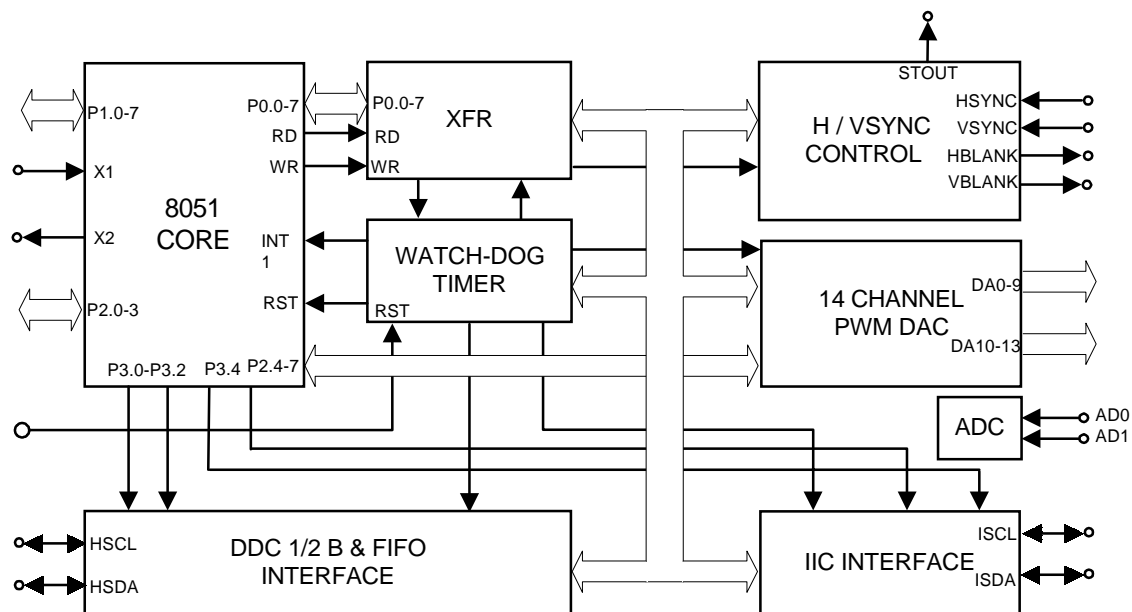 STOUT
P1.0-7
P0.0-7
P0.0-7
XFR
HSYNC
RD
RD
VSYNC
H / VSYNC
CONTROL
HBLANK
X1
WR
WR
VBLANK
8051
CORE
X2
INT
1
WATCH-DOG
TIMER
14 CHANNEL
PWM DAC
DA0-9
P2.0-3
RST
RST
DA10-13
P3.0-P3.2
P3.4
P2.4-7
ADC
AD0
AD1
HSCL
DDC 1/2 B & FIFO
INTERFACE
HSDA
IIC INTERFACE
ISCL
ISDA